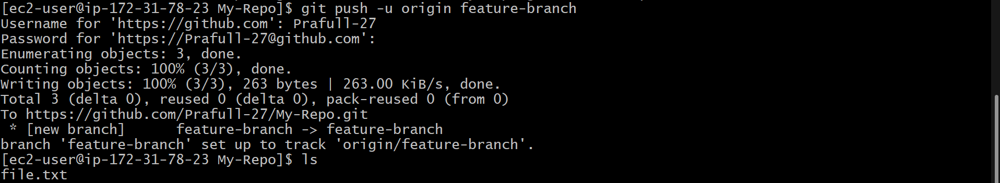 [ec2-user@ip-172-31-78-23 My-Repo]$ git push -u origin feature-branch
Username for 'https://github.com': Prafull-27
Password for 'https://Prafull-27@github.com':
Enumerating objects: 3, done.
Counting objects: 100% (3/3), done.
Writing objects: 100% (3/3), 263 bytes | 263.00 KiB/s, done.
Total 3 (delta 0), reused 0 (delta 0), pack-reused 0 (from 0)
To https://github.com/Prafull-27/My-Repo.git
 * [new branch]      feature-branch -> feature-branch
branch 'feature-branch' set up to track 'origin/feature-branch'.
[ec2-user@ip-172-31-78-23 My-Repo]$ ls
file.txt